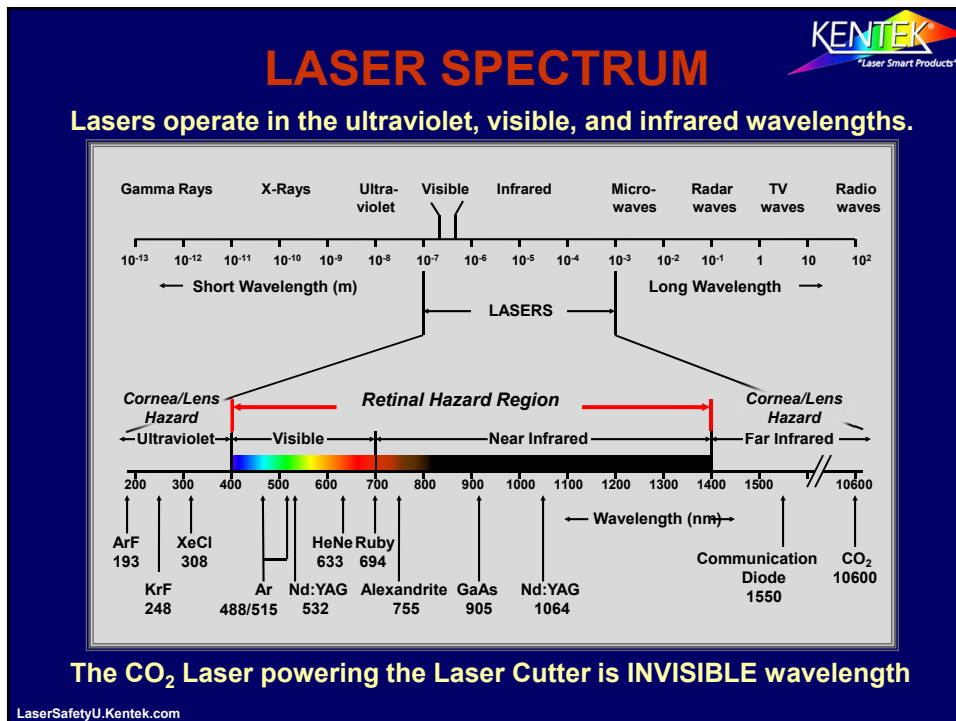 KENTEK
"Laser Smart Products"
LASER SPECTRUM
Lasers operate in the ultraviolet, visible, and infrared wavelengths.
Gamma Rays X-Rays Ultra- Visible Infrared Micro- Radar TV Radio
violet waves waves waves waves
10⁻¹³ 10⁻¹² 10⁻¹¹ 10⁻¹⁰ 10⁻⁹ 10⁻⁸ 10⁻⁷ 10⁻⁶ 10⁻⁵ 10⁻⁴ 10⁻³ 10⁻² 10⁻¹ 1 10 10²
Short Wavelength (m) Long Wavelength
LASERS
Cornea/Lens Retinal Hazard Region Cornea/Lens
Hazard Hazard
Ultraviolet Visible Near Infrared Far Infrared
200 300 400 500 600 700 800 900 1000 1100 1200 1300 1400 1500 10600
Wavelength (nm)
ArF XeCl HeNe Ruby Communication CO₂
193 308 633 694 Diode 10600
1550
KrF Ar Nd:YAG Alexandrite GaAs Nd:YAG
248 488/515 532 755 905 1064
The CO₂ Laser powering the Laser Cutter is INVISIBLE wavelength
LaserSafetyU.Kentek.com